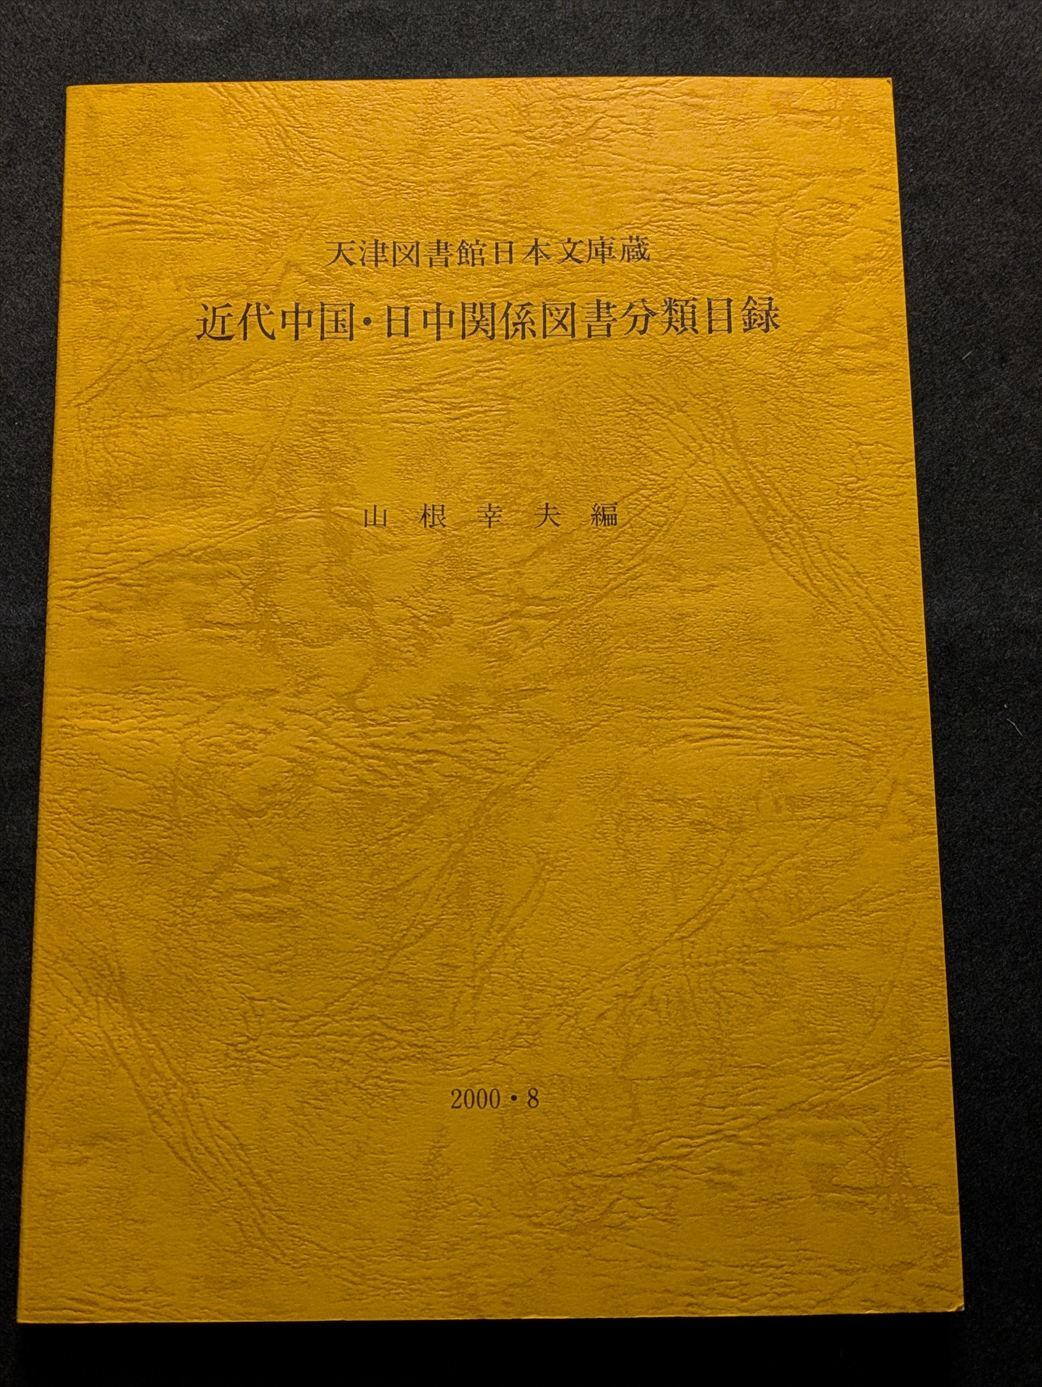 天津図書館日本文庫蔵
近代中国・日中関係図書分類目録
山根幸夫編
2000・8